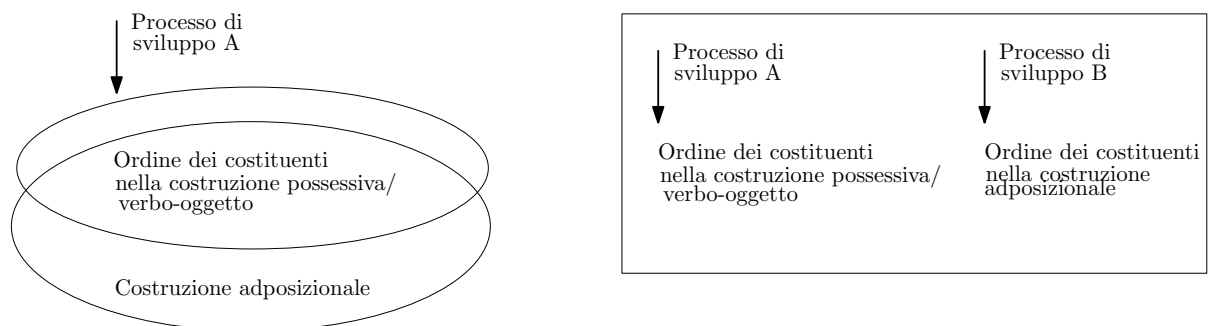 Processo di
sviluppo A
Ordine dei costituenti
nella costruzione possessiva/
verbo-oggetto
Costruzione adposizionale
Processo di
sviluppo A
Ordine dei costituenti
nella costruzione possessiva/
verbo-oggetto
Processo di
sviluppo B
Ordine dei costituenti
nella costruzione
adposizionale